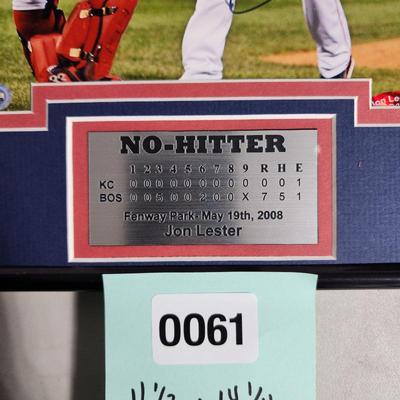 NO-HITTER
1 2 3 4 5 6 7 8 9 R H E
KC 0 0 0 0 0 0 0 0 0 0 0 1
BOS 0 0 5 0 0 2 0 0 X 7 5 1
Fenway Park- May 19th, 2008
Jon Lester
0061